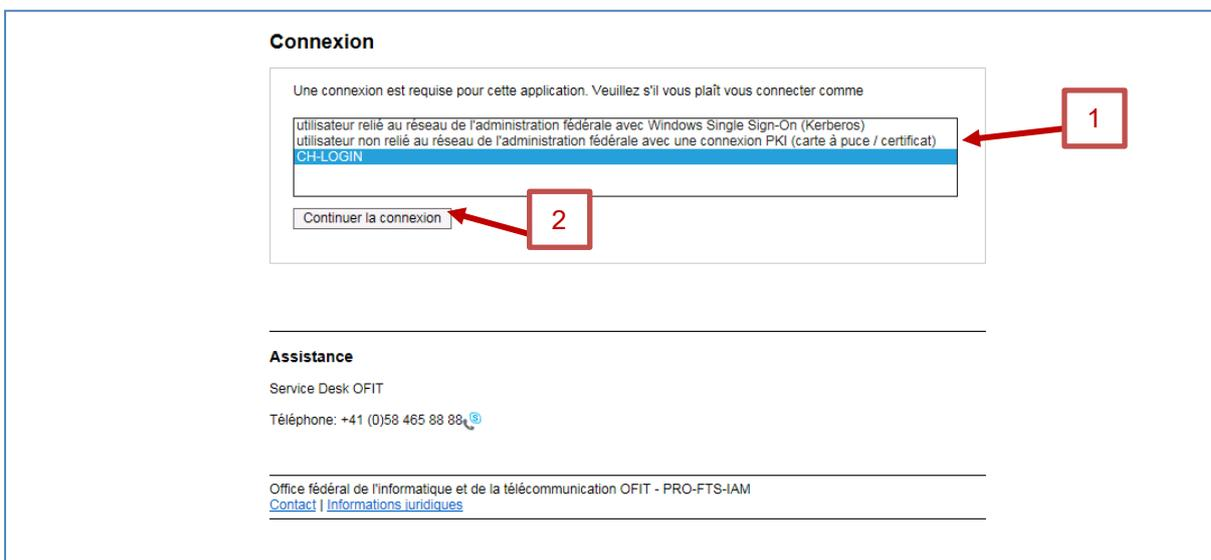 Connexion
Une connexion est requise pour cette application. Veuillez s'il vous plaît vous connecter comme
utilisateur relié au réseau de l'administration fédérale avec Windows Single Sign-On (Kerberos)
utilisateur non relié au réseau de l'administration fédérale avec une connexion PKI (carte à puce / certificat)
CH-LOGIN
1
Continuer la connexion
2
Assistance
Service Desk OFIT
Téléphone: +41 (0)58 465 88 88
Office fédéral de l'informatique et de la télécommunication OFIT - PRO-FTS-IAM
Contact | Informations juridiques